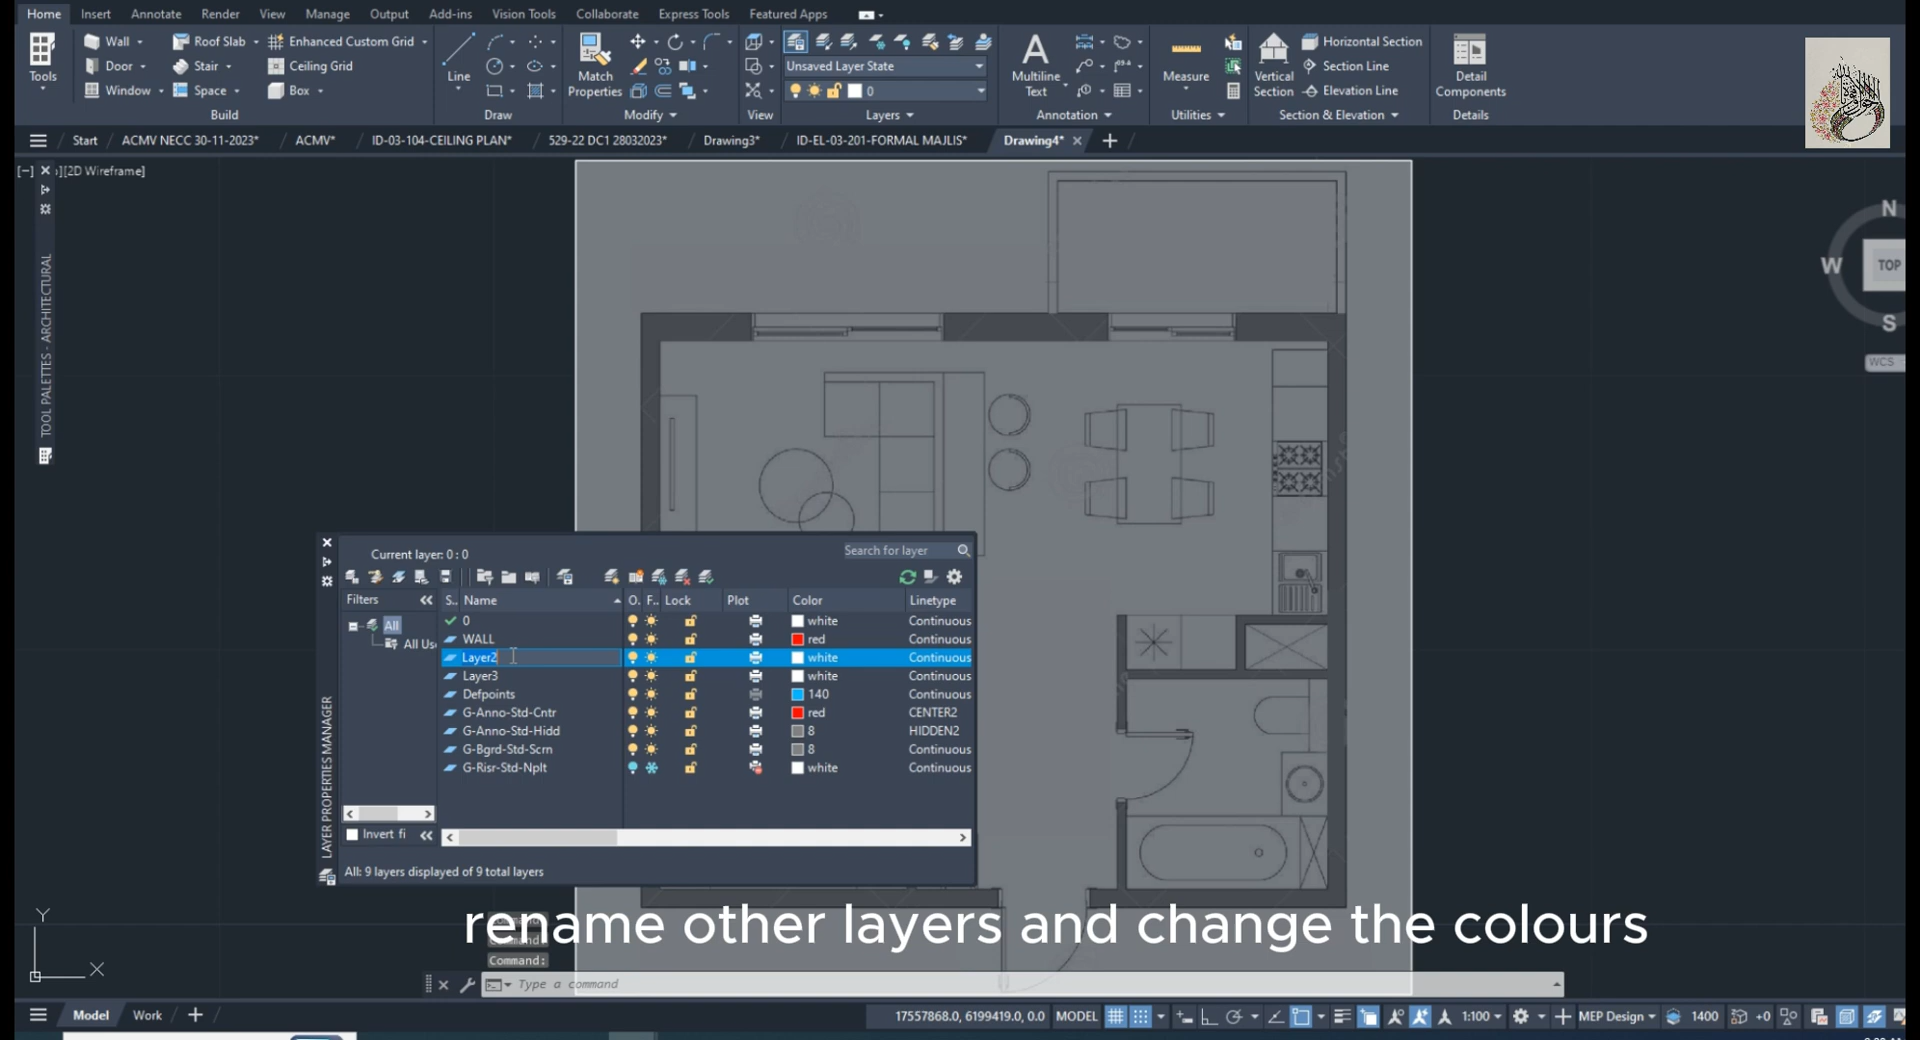 Home Insert Annotate Render View Manage Output Add-ins Vision Tools Collaborate Express Tools Featured Apps
Wall Roof Slab Enhanced Custom Grid
Door Stair Ceiling Grid
Window Space Box
Tools
Build
Line
Draw
Match Properties
Modify
View
Unsaved Layer State
0
Layers
Multiline Text
Annotation
Measure
Utilities
Vertical Section
Horizontal Section
Section Line
Elevation Line
Section & Elevation
Detail Components
Details
Start ACMV NECC 30-11-2023* ACMV* ID-03-104-CEILING PLAN* 529-22 DC1 28032023* Drawing3* ID-EL-03-201-FORMAL MAJLIS* Drawing4*
[−] ][2D Wireframe]
TOOL PALETTES - ARCHITECTURAL
N
W TOP
S
WCS
Current layer: 0 : 0
Search for layer
Filters
All
All Use
Invert fi
S.. Name O. F.. Lock Plot Color Linetype
0 white Continuous
WALL red Continuous
Layer2 white Continuous
Layer3 white Continuous
Defpoints 140 Continuous
G-Anno-Std-Cntr red CENTER2
G-Anno-Std-Hidd 8 HIDDEN2
G-Bgrd-Std-Scrn 8 Continuous
G-Risr-Std-Nplt white Continuous
LAYER PROPERTIES MANAGER
All: 9 layers displayed of 9 total layers
rename other layers and change the colours
Command:
Command:
Type a command
Y
X
Model Work
17557868.0, 6199419.0, 0.0 MODEL 1:100 MEP Design 1400 +0